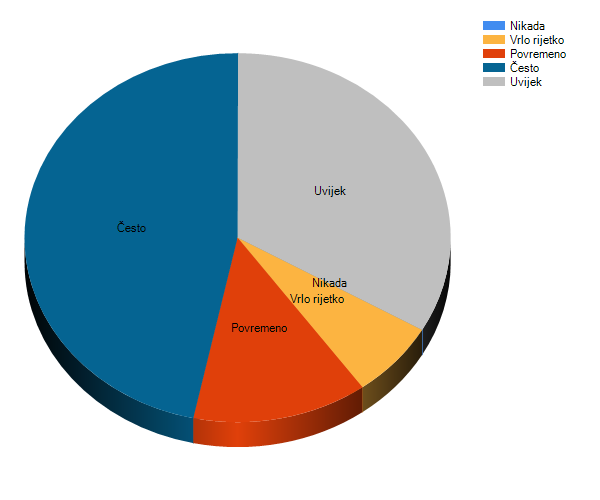 Nikada
Vrlo rijetko
Povremeno
Često
Uvijek
Uvijek
Često
Nikada
Vrlo rijetko
Povremeno